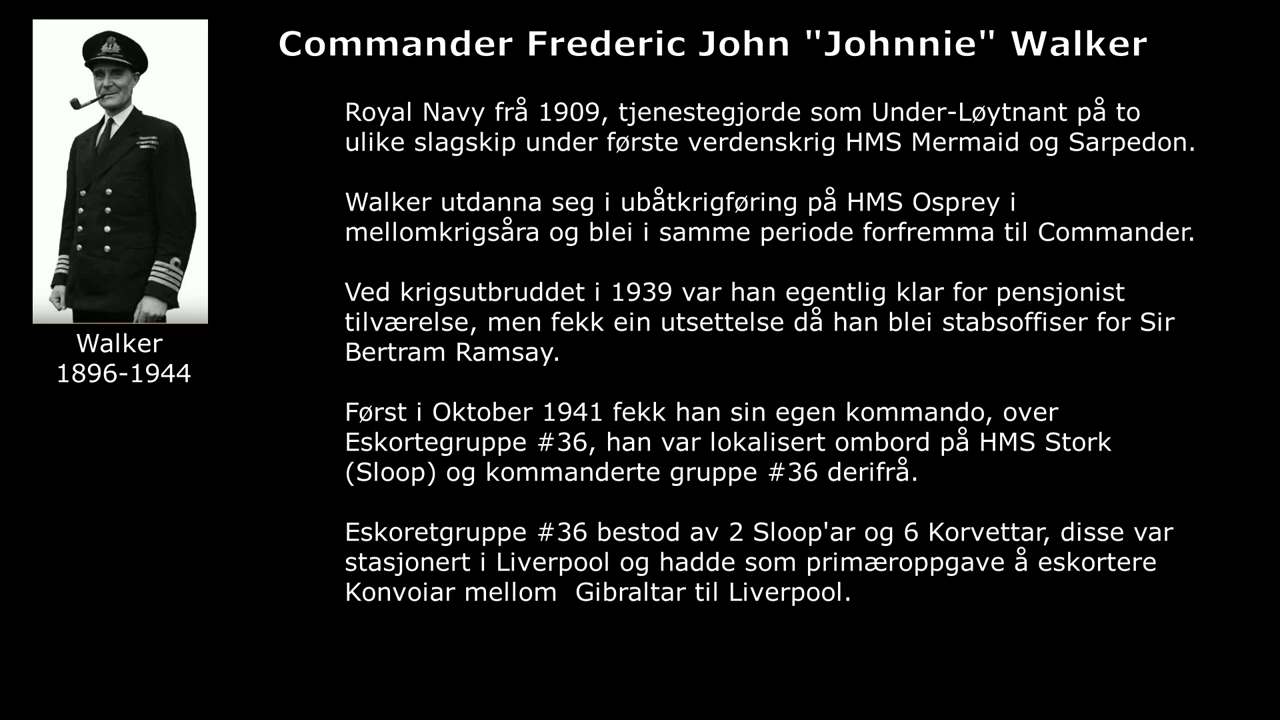 Commander Frederic John "Johnnie" Walker
Royal Navy frå 1909, tjenestegjorde som Under-Løytnant på to
ulike slagskip under første verdenskrig HMS Mermaid og Sarpedon.
Walker utdanna seg i ubåtkrigføring på HMS Osprey i
mellomkrigsåra og blei i samme periode forfremma til Commander.
Ved krigsutbruddet i 1939 var han egentlig klar for pensjonist
tilværelse, men fekk ein utsettelse då han blei stabsoffiser for Sir
Bertram Ramsay.
Først i Oktober 1941 fekk han sin egen kommando, over
Eskortegruppe #36, han var lokalisert ombord på HMS Stork
(Sloop) og kommanderte gruppe #36 derifrå.
Eskoretgruppe #36 bestod av 2 Sloop'ar og 6 Korvettar, disse var
stasjonert i Liverpool og hadde som primæroppgave å eskortere
Konvoiar mellom  Gibraltar til Liverpool.
Walker
1896-1944